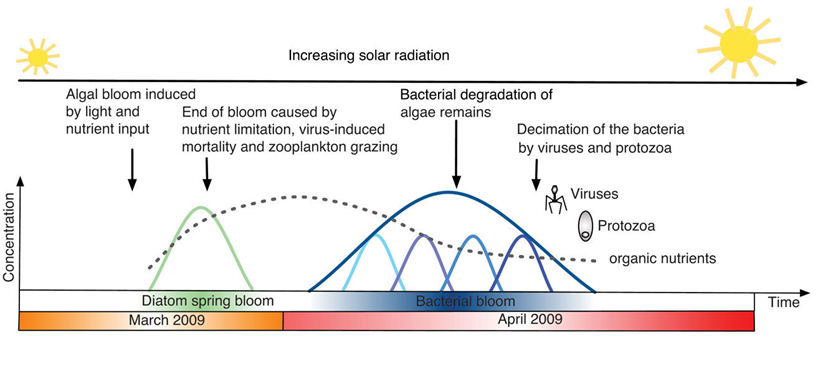 Increasing solar radiation
Algal bloom induced
by light and
nutrient input
End of bloom caused by
nutrient limitation, virus-induced
mortality and zooplankton grazing
Bacterial degradation of
algae remains
Decimation of the bacteria
by viruses and protozoa
Viruses
Protozoa
organic nutrients
Concentration
Diatom spring bloom
Bacterial bloom
Time
March 2009
April 2009